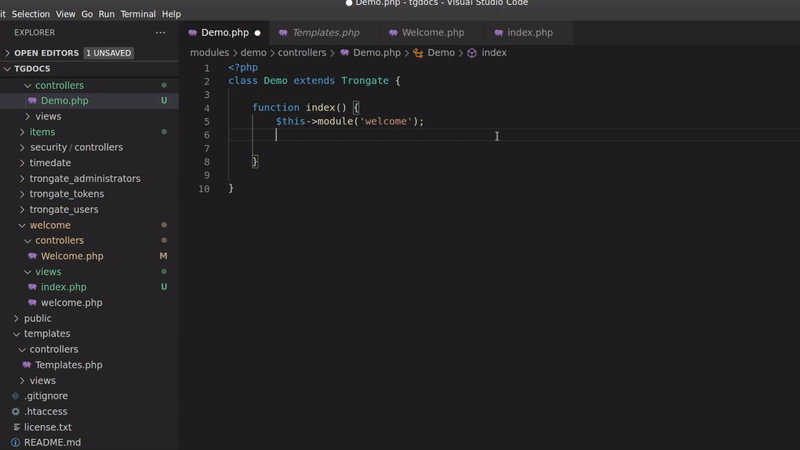 Demo.php - tgdocs - Visual Studio Code
it Selection View Go Run Terminal Help
EXPLORER ···
OPEN EDITORS 1 UNSAVED
TGDOCS
controllers
Demo.php U
views
items
security / controllers
timedate
trongate_administrators
trongate_tokens
trongate_users
welcome
controllers
Welcome.php M
views
index.php U
welcome.php
public
templates
controllers
Templates.php
views
.gitignore
.htaccess
license.txt
README.md
Demo.php Templates.php Welcome.php index.php
modules > demo > controllers > Demo.php > Demo > index
1 <?php
2 class Demo extends Trongate {
3
4 function index() {
5 $this->module('welcome');
6
7
8 }
9
10 }